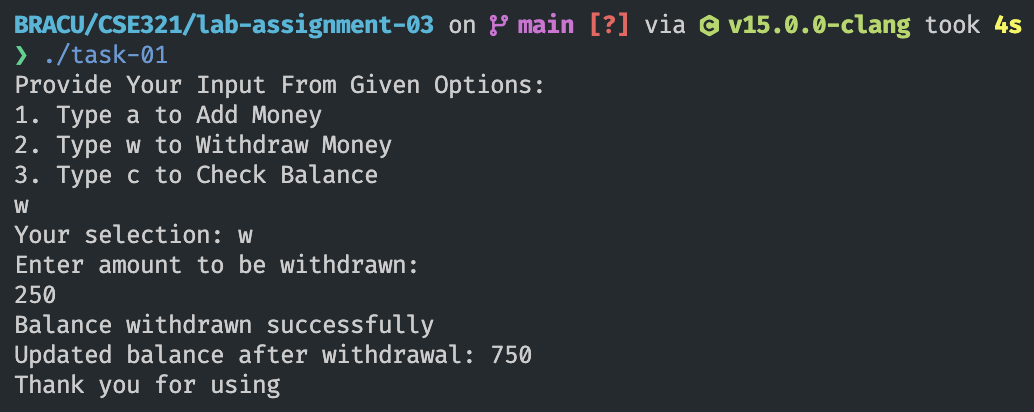 BRACU/CSE321/lab-assignment-03 on main [?] via C v15.0.0-clang took 4s
❯ ./task-01
Provide Your Input From Given Options:
1. Type a to Add Money
2. Type w to Withdraw Money
3. Type c to Check Balance
w
Your selection: w
Enter amount to be withdrawn:
250
Balance withdrawn successfully
Updated balance after withdrawal: 750
Thank you for using